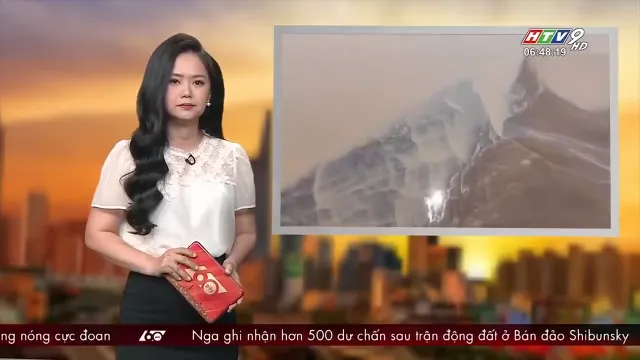 HTV9 HD
06:48:19
ng nóng cực đoan 60 Nga ghi nhận hơn 500 dư chấn sau trận động đất ở Bán đảo Shibunsky